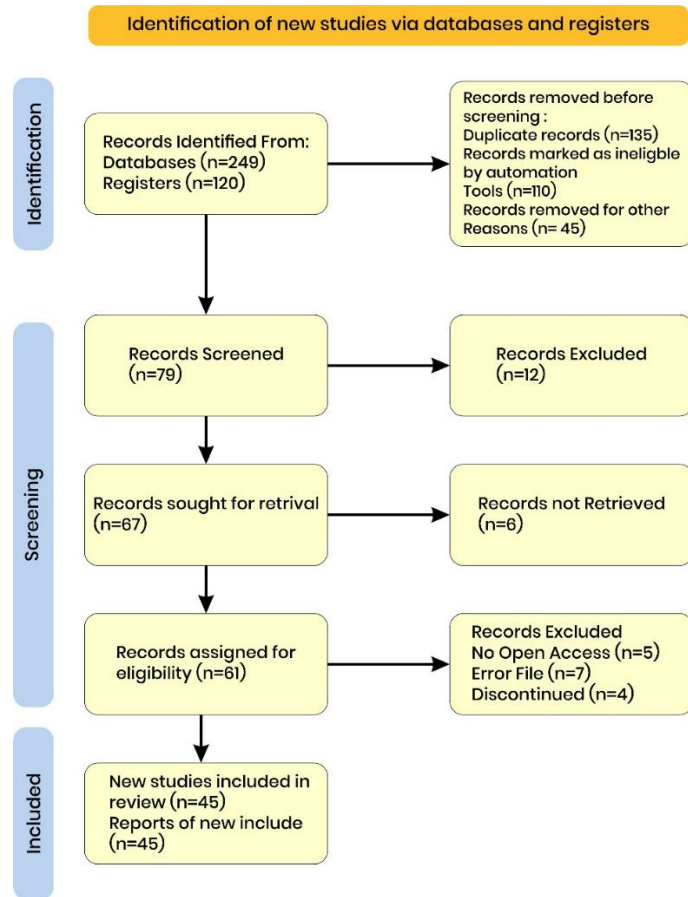 Identification of new studies via databases and registers
Identification
Records Identified From:
Databases (n=249)
Registers (n=120)
Records removed before
screening :
Duplicate records (n=135)
Records marked as ineligible
by automation
Tools (n=110)
Records removed for other
Reasons (n= 45)
Screening
Records Screened
(n=79)
Records Excluded
(n=12)
Records sought for retrival
(n=67)
Records not Retrieved
(n=6)
Records assigned for
eligibility (n=61)
Records Excluded
No Open Access (n=5)
Error File (n=7)
Discontinued (n=4)
Included
New studies included in
review (n=45)
Reports of new include
(n=45)